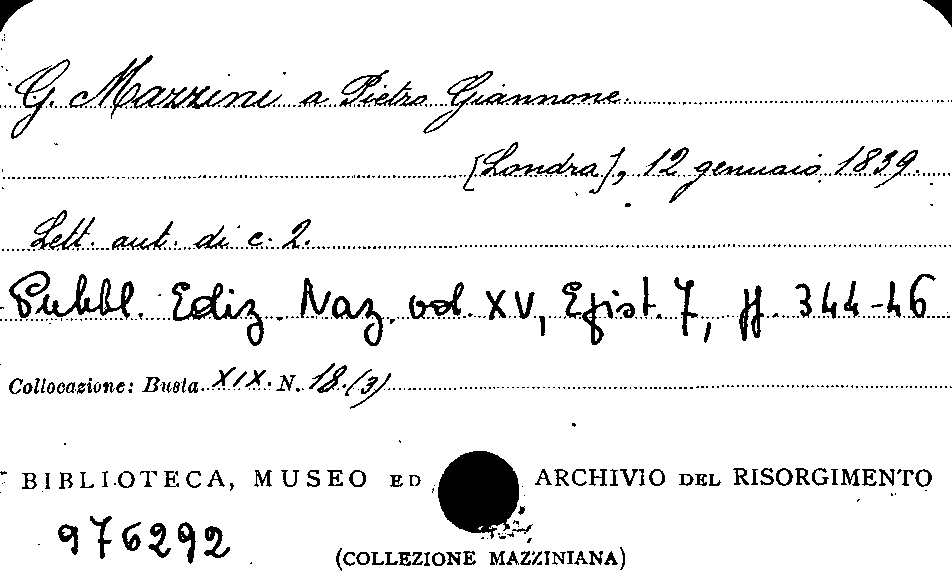 G. Mazzini a Pietro Giannone.
[Londra], 12 gennaio 1839.
Lett. aut. di c. 2.
Pubbl. Ediz. Naz. vol. XV, Epist. 7, pp. 344-46
Collocazione: Busta XIX. N. 18.(3)
BIBLIOTECA, MUSEO ED ARCHIVIO DEL RISORGIMENTO
976292
(COLLEZIONE MAZZINIANA)